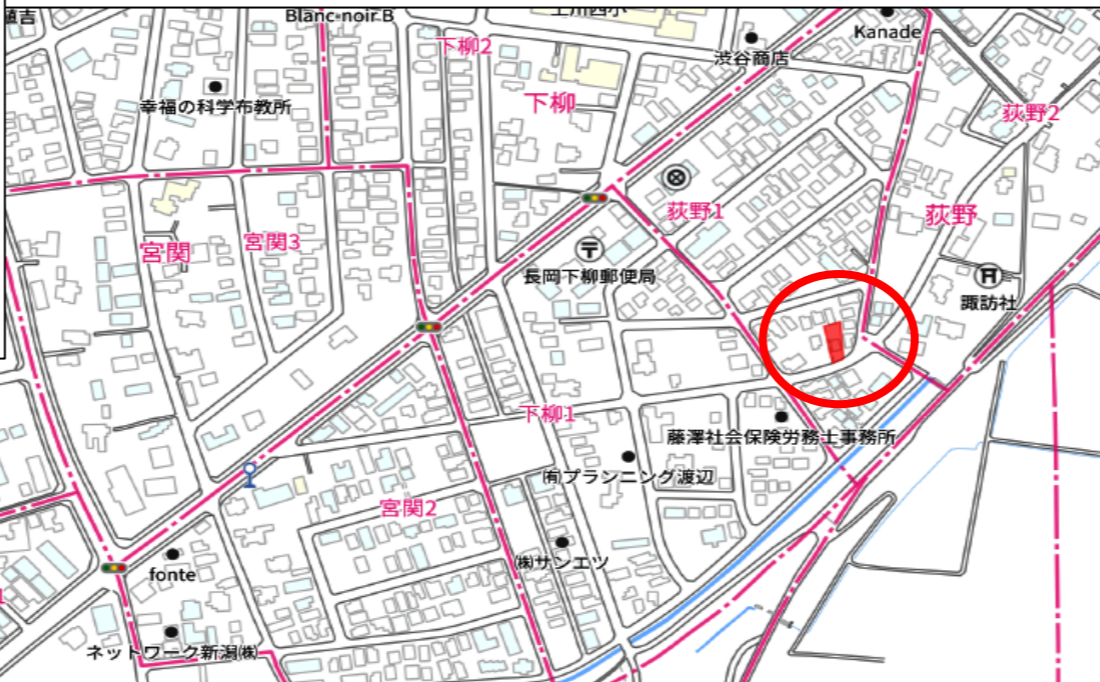 Blanc·noir·B
下柳2
渋谷商店
Kanade
幸福の科学布教所
下柳
荻野2
荻野1
荻野
宮関
宮関3
〒
長岡下柳郵便局
諏訪社
下柳1
藤澤社会保険労務士事務所
㈲プランニング渡辺
宮関2
㈱サンエツ
fonte
ネットワーク新潟㈱